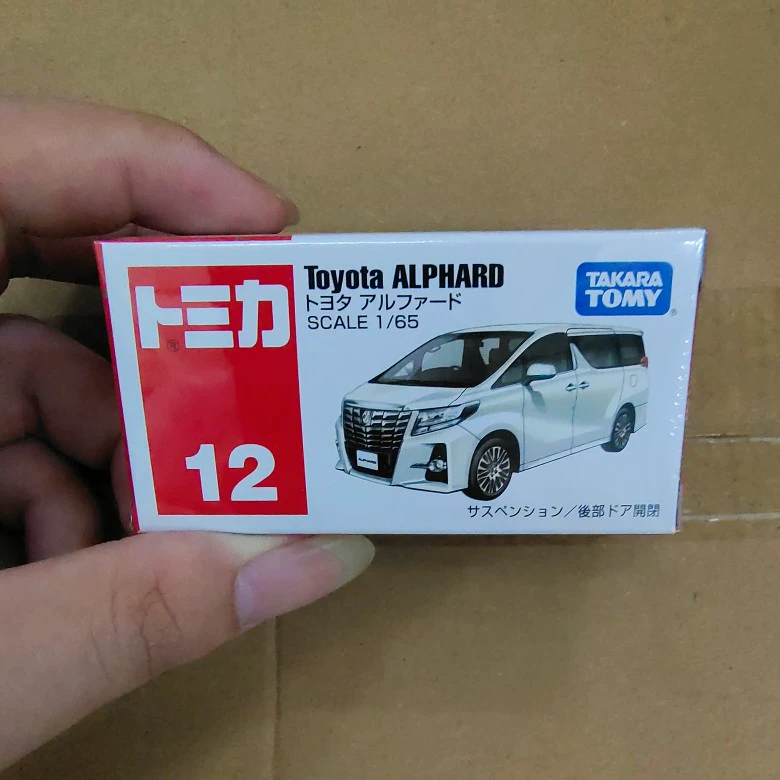 トミカ
12
Toyota ALPHARD
トヨタ アルファード
SCALE 1/65
TAKARA
TOMY
®
ALPHARD
サスペンション/後部ドア開閉